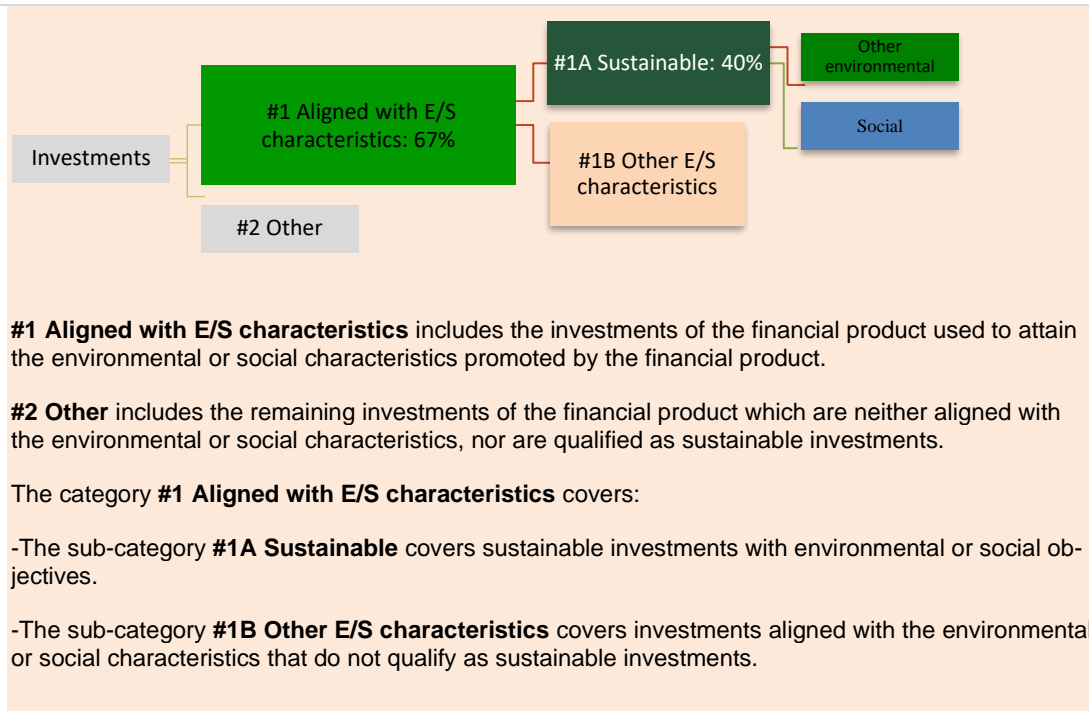 Investments
#1 Aligned with E/S
characteristics: 67%
#2 Other
#1A Sustainable: 40%
#1B Other E/S
characteristics
Other
environmental
Social
#1 Aligned with E/S characteristics includes the investments of the financial product used to attain
the environmental or social characteristics promoted by the financial product.
#2 Other includes the remaining investments of the financial product which are neither aligned with
the environmental or social characteristics, nor are qualified as sustainable investments.
The category #1 Aligned with E/S characteristics covers:
-The sub-category #1A Sustainable covers sustainable investments with environmental or social ob-
jectives.
-The sub-category #1B Other E/S characteristics covers investments aligned with the environmental
or social characteristics that do not qualify as sustainable investments.